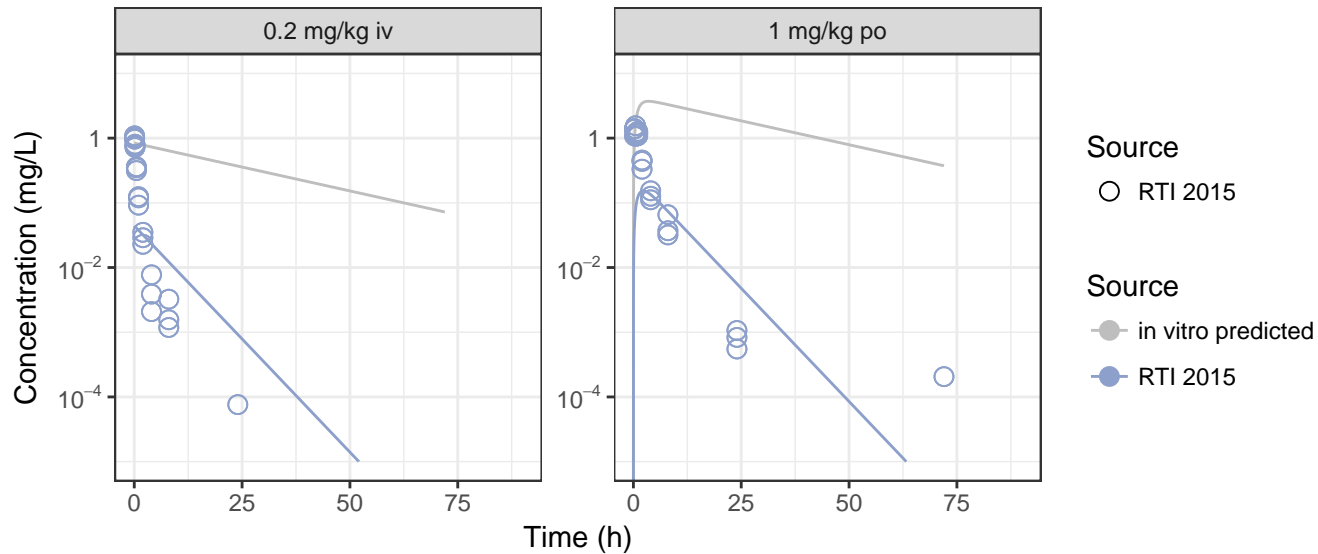 0.2 mg/kg iv
1 mg/kg po
Concentration (mg/L)
1
10⁻²
10⁻⁴
1
10⁻²
10⁻⁴
0
25
50
75
0
25
50
75
Time (h)
Source
RTI 2015
Source
in vitro predicted
RTI 2015